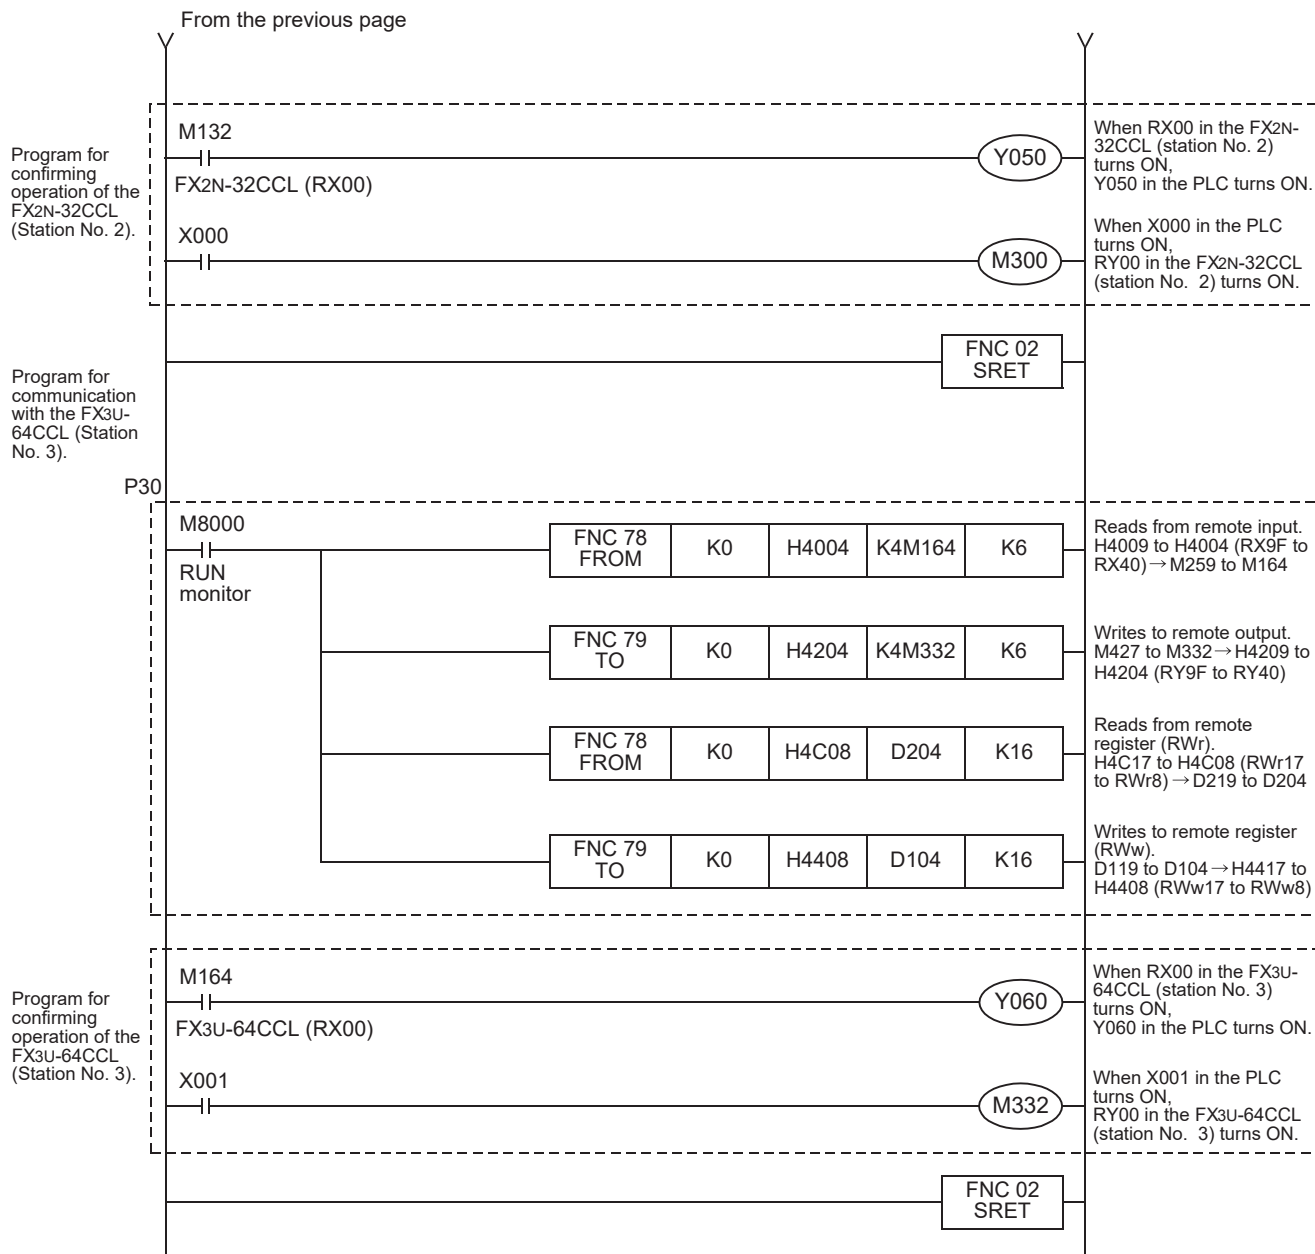 From the previous page
Program for
confirming
operation of the
FX2N-32CCL
(Station No. 2).
M132
FX2N-32CCL (RX00)
Y050
When RX00 in the FX2N-
32CCL (station No. 2)
turns ON,
Y050 in the PLC turns ON.
X000
M300
When X000 in the PLC
turns ON,
RY00 in the FX2N-32CCL
(station No. 2) turns ON.
FNC 02
SRET
Program for
communication
with the FX3U-
64CCL (Station
No. 3).
P30
M8000
RUN
monitor
FNC 78
FROM
K0
H4004
K4M164
K6
Reads from remote input.
H4009 to H4004 (RX9F to
RX40)→M259 to M164
FNC 79
TO
K0
H4204
K4M332
K6
Writes to remote output.
M427 to M332→H4209 to
H4204 (RY9F to RY40)
FNC 78
FROM
K0
H4C08
D204
K16
Reads from remote
register (RWr).
H4C17 to H4C08 (RWr17
to RWr8)→D219 to D204
FNC 79
TO
K0
H4408
D104
K16
Writes to remote register
(RWw).
D119 to D104→H4417 to
H4408 (RWw17 to RWw8)
Program for
confirming
operation of the
FX3U-64CCL
(Station No. 3).
M164
FX3U-64CCL (RX00)
Y060
When RX00 in the FX3U-
64CCL (station No. 3)
turns ON,
Y060 in the PLC turns ON.
X001
M332
When X001 in the PLC
turns ON,
RY00 in the FX3U-64CCL
(station No. 3) turns ON.
FNC 02
SRET